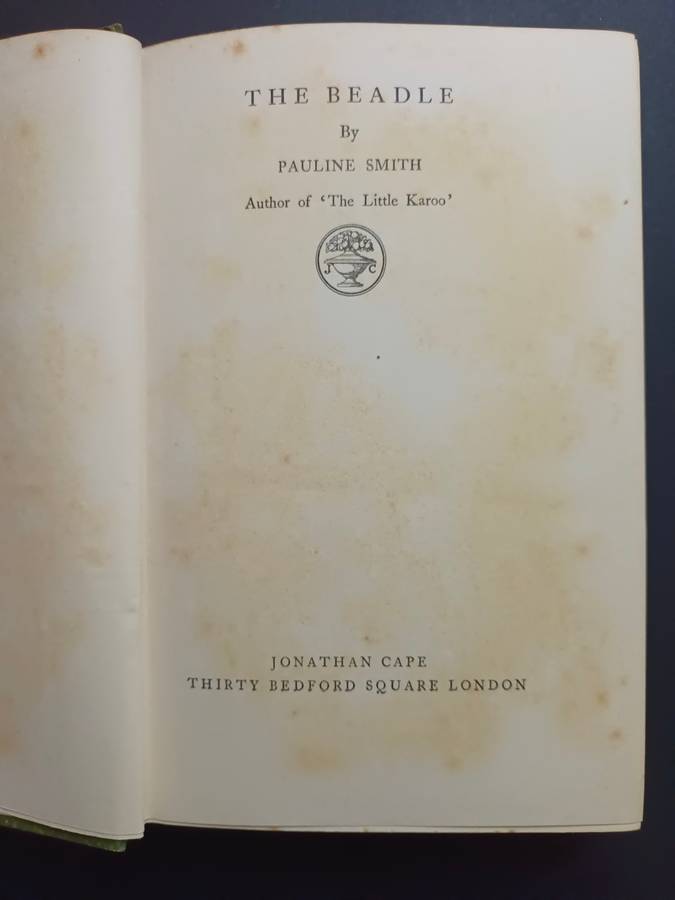 THE BEADLE
By
PAULINE SMITH
Author of 'The Little Karoo'
J C
JONATHAN CAPE
THIRTY BEDFORD SQUARE LONDON